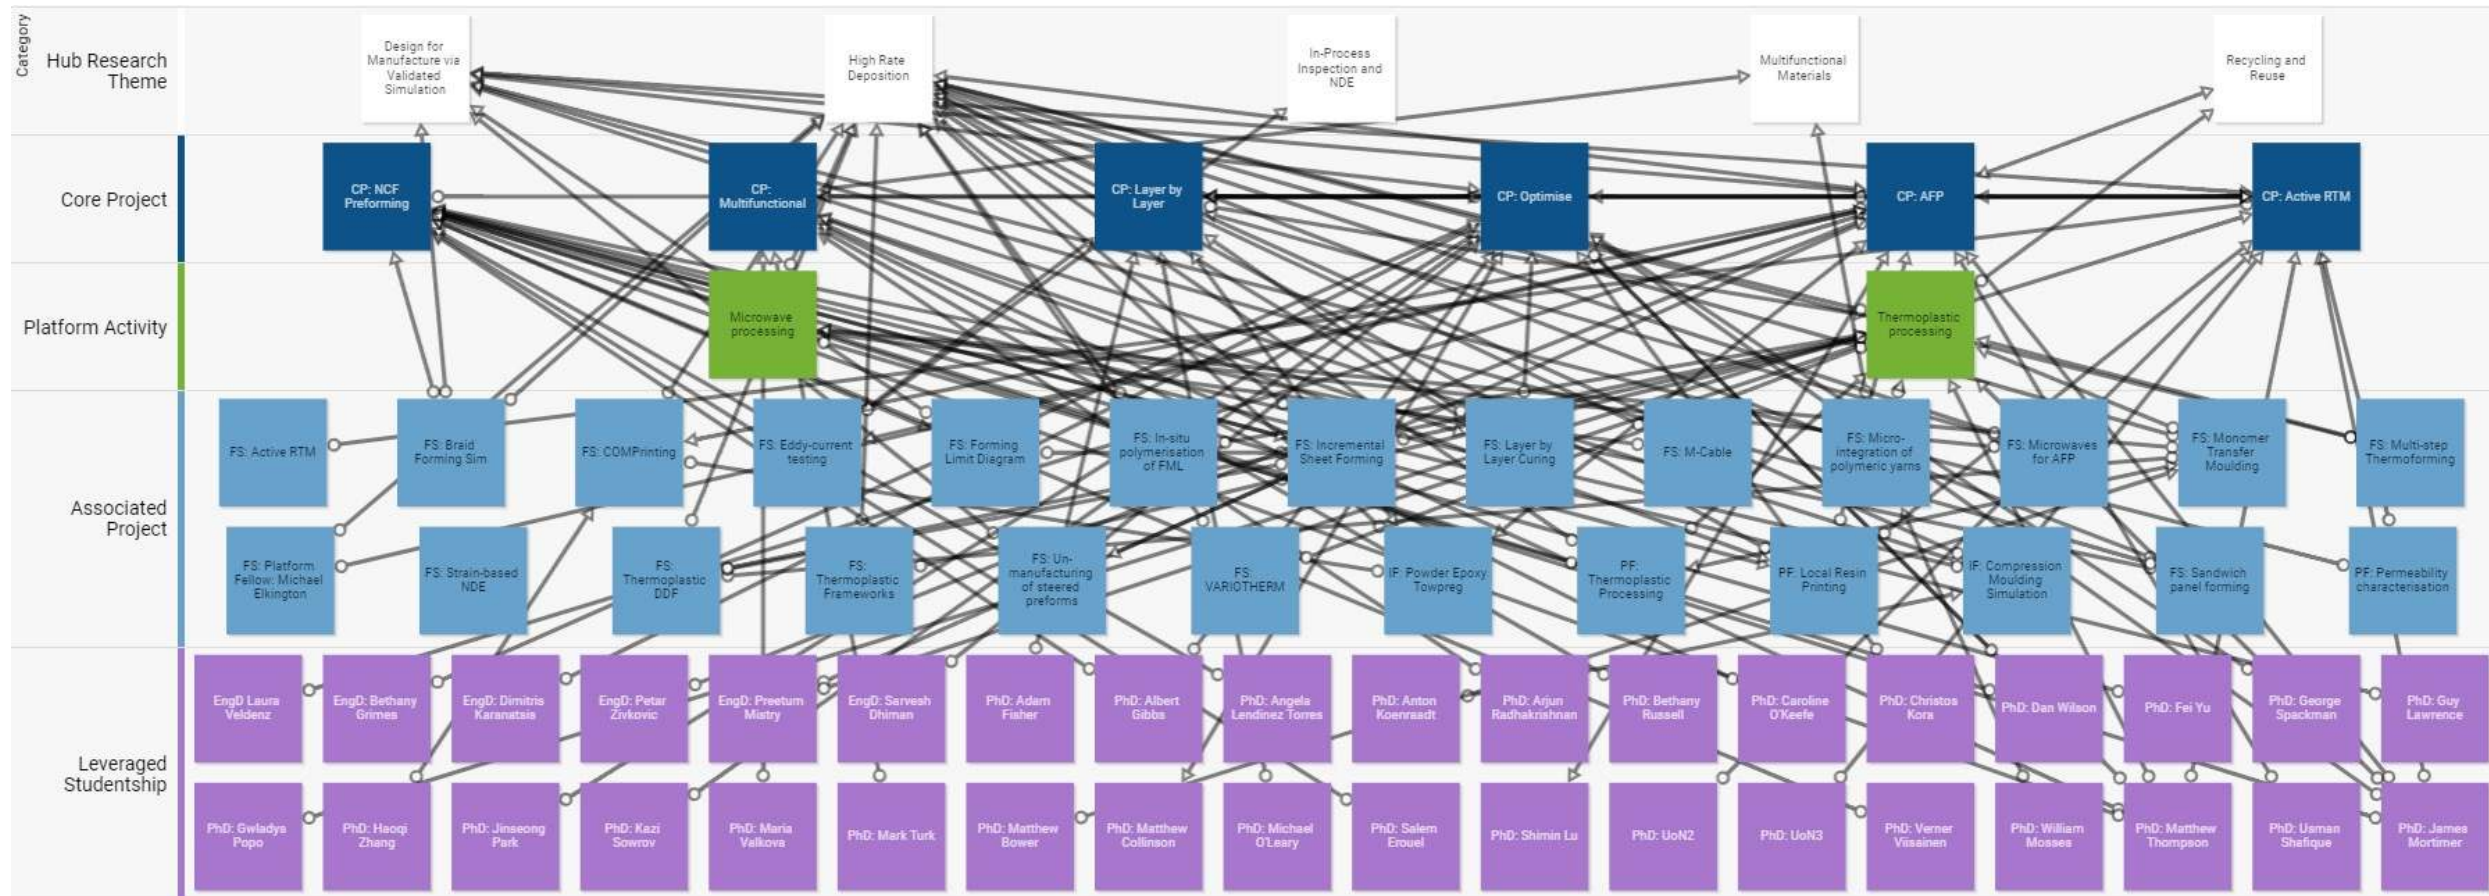 Category
Hub Research
Theme
Design for
Manufacture via
Validated
Simulation
High Rate
Deposition
In-Process
Inspection and
NDE
Multifunctional
Materials
Recycling and
Reuse
Core Project
CP: NCF
Preforming
CP:
Multifunctional
CP: Layer by
Layer
CP: Optimise
CP: AFP
CP: Active RTM
Platform Activity
Microwave
processing
Thermoplastic
processing
Associated
Project
FS: Active RTM
FS: Braid
Forming Sim
FS: COMPrinting
FS: Eddy-current
testing
FS: Forming
Limit Diagram
FS: In-situ
polymerisation
of FML
FS: Incremental
Sheet Forming
FS: Layer by
Layer Curing
FS: M-Cable
FS: Micro-
integration of
polymeric yarns
FS: Microwaves
for AFP
FS: Monomer
Transfer
Moulding
FS: Multi-step
Thermoforming
FS: Platform
Fellow: Michael
Elkington
FS: Strain-based
NDE
FS:
Thermoplastic
DDF
FS:
Thermoplastic
Frameworks
FS: Un-
manufacturing
of steered
preforms
FS:
VARIOTHERM
IF: Powder Epoxy
Towpreg
PF:
Thermoplastic
Processing
PF: Local Resin
Printing
IF: Compression
Moulding
Simulation
FS: Sandwich
panel forming
PF: Permeability
characterisation
Leveraged
Studentship
EngD Laura
Veldenz
EngD: Bethany
Grimes
EngD: Dimitris
Karanatsis
EngD: Petar
Zivkovic
EngD: Preetum
Mistry
EngD: Sarvesh
Dhiman
PhD: Adam
Fisher
PhD: Albert
Gibbs
PhD: Angela
Lendinez Torres
PhD: Anton
Koenraadt
PhD: Arjun
Radhakrishnan
PhD: Bethany
Russell
PhD: Caroline
O'Keefe
PhD: Christos
Kora
PhD: Dan Wilson
PhD: Fei Yu
PhD: George
Spackman
PhD: Guy
Lawrence
PhD: Gwladys
Popo
PhD: Haoqi
Zhang
PhD: Jinseong
Park
PhD: Kazi
Sowrov
PhD: Maria
Valkova
PhD: Mark Turk
PhD: Matthew
Bower
PhD: Matthew
Collinson
PhD: Michael
O'Leary
PhD: Salem
Erouel
PhD: Shimin Lu
PhD: UoN2
PhD: UoN3
PhD: Verner
Viisainen
PhD: William
Mosses
PhD: Matthew
Thompson
PhD: Usman
Shafique
PhD: James
Mortimer